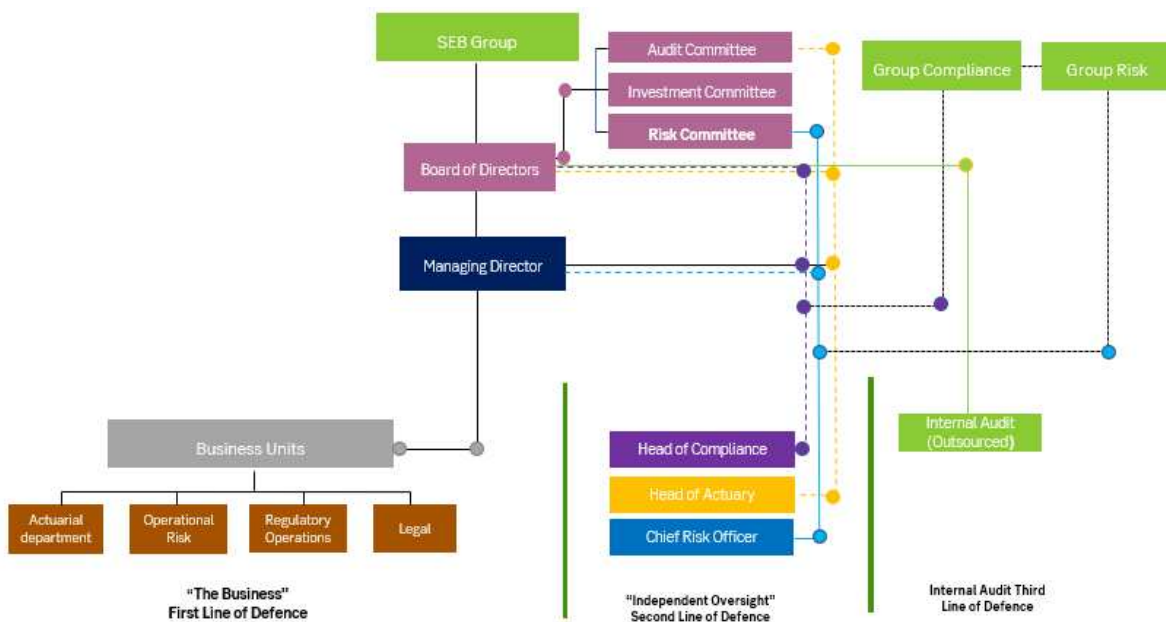 SEB Group
Audit Committee
Investment Committee
Risk Committee
Group Compliance
Group Risk
Board of Directors
Managing Director
Business Units
Actuarial
department
Operational
Risk
Regulatory
Operations
Legal
Head of Compliance
Head of Actuary
Chief Risk Officer
Internal Audit
(Outsourced)
“The Business”
First Line of Defence
“Independent Oversight”
Second Line of Defence
Internal Audit Third
Line of Defence